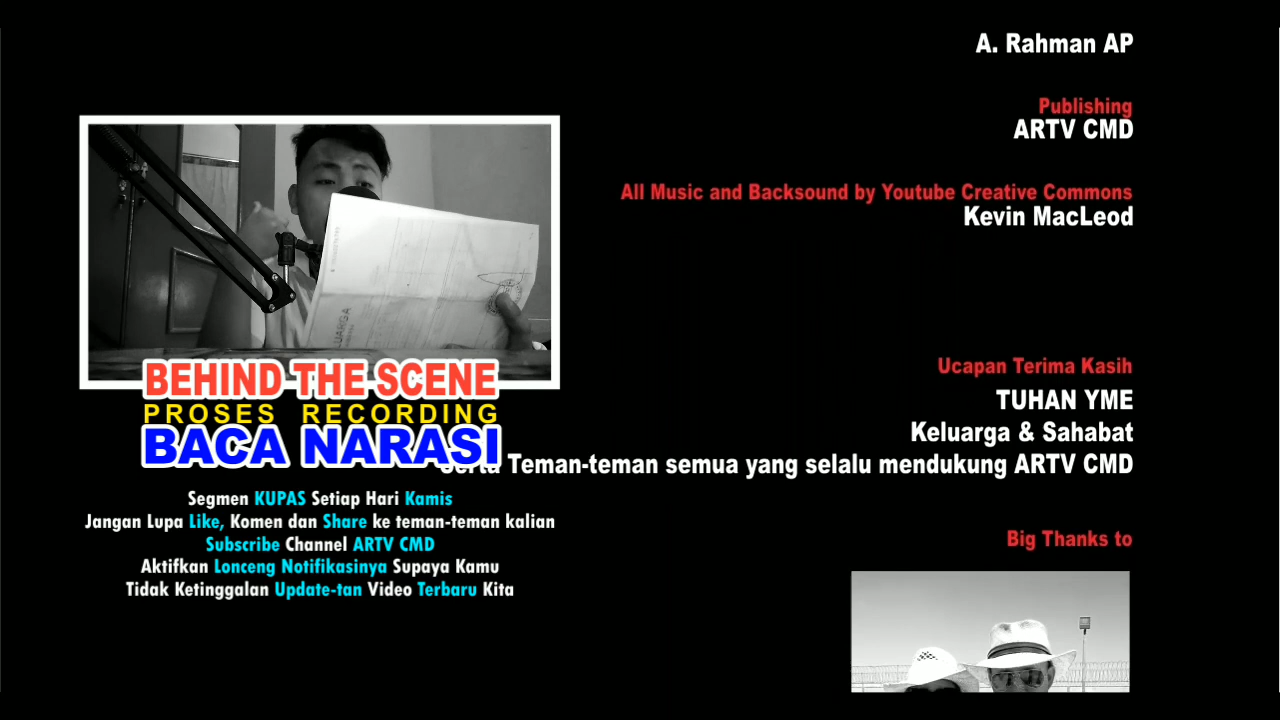 A. Rahman AP
Publishing
ARTV CMD
All Music and Backsound by Youtube Creative Commons
Kevin MacLeod
Ucapan Terima Kasih
TUHAN YME
Keluarga & Sahabat
Serta Teman-teman semua yang selalu mendukung ARTV CMD
Big Thanks to
BEHIND THE SCENE
PROSES RECORDING
BACA NARASI
Segmen KUPAS Setiap Hari Kamis
Jangan Lupa Like, Komen dan Share ke teman-teman kalian
Subscribe Channel ARTV CMD
Aktifkan Lonceng Notifikasinya Supaya Kamu
Tidak Ketinggalan Update-tan Video Terbaru Kita